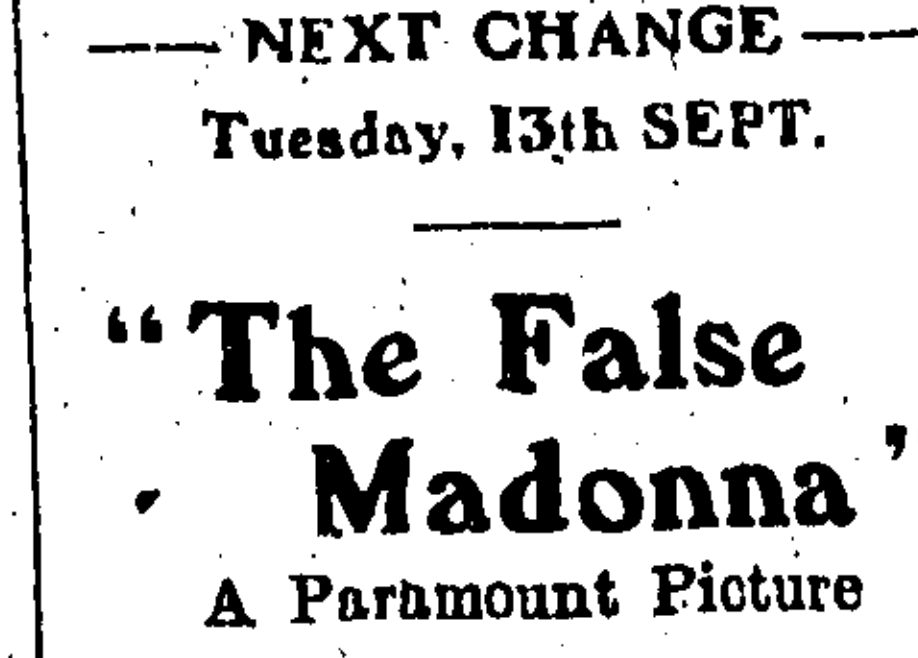 —— NEXT CHANGE ——
Tuesday, 13th SEPT.
“The False
Madonna’
A Paramount Picture